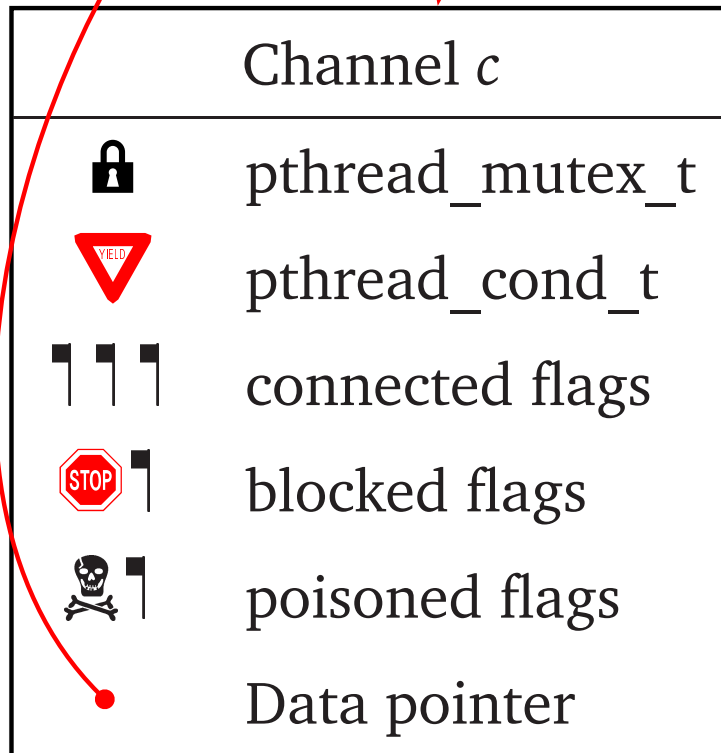 Channel c
pthread_mutex_t
YIELD
pthread_cond_t
connected flags
STOP
blocked flags
poisoned flags
Data pointer